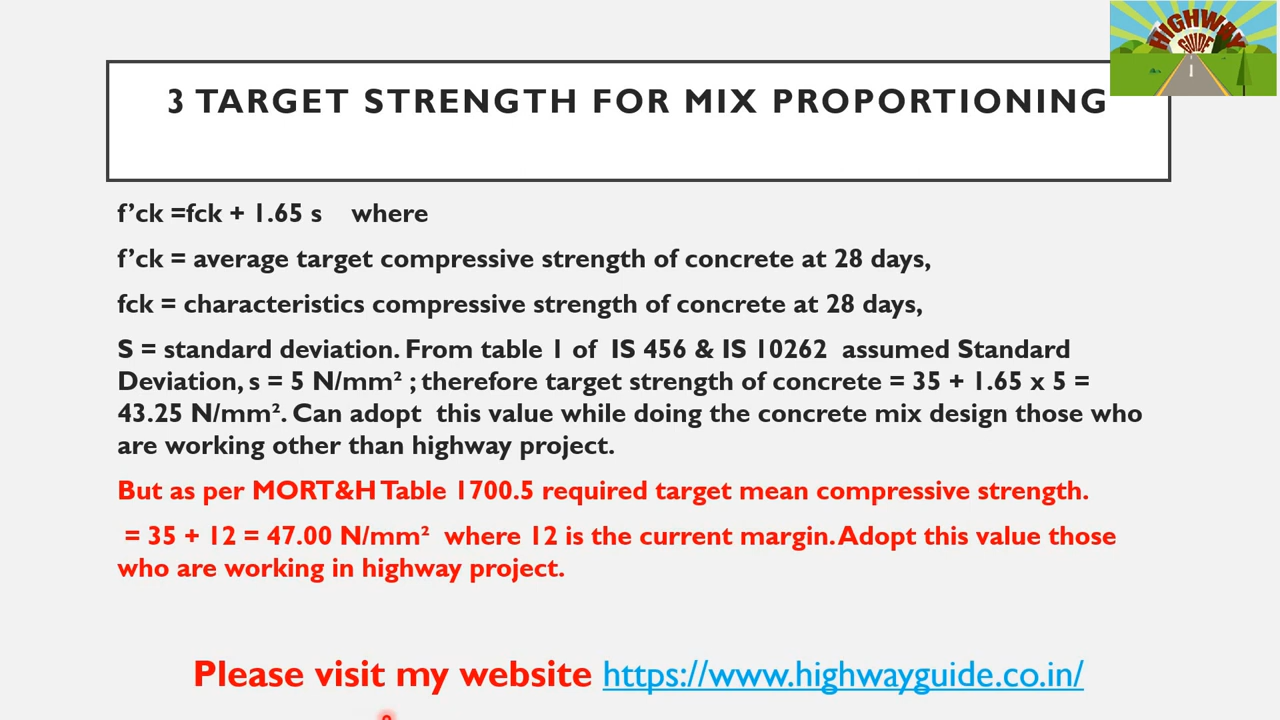 HIGHWAY
GUIDE
3 TARGET STRENGTH FOR MIX PROPORTIONING
f’ck =fck + 1.65 s where
f’ck = average target compressive strength of concrete at 28 days,
fck = characteristics compressive strength of concrete at 28 days,
S = standard deviation. From table 1 of IS 456 & IS 10262 assumed Standard
Deviation, s = 5 N/mm² ; therefore target strength of concrete = 35 + 1.65 x 5 =
43.25 N/mm². Can adopt this value while doing the concrete mix design those who
are working other than highway project.
But as per MORT&H Table 1700.5 required target mean compressive strength.
= 35 + 12 = 47.00 N/mm² where 12 is the current margin. Adopt this value those
who are working in highway project.
Please visit my website https://www.highwayguide.co.in/